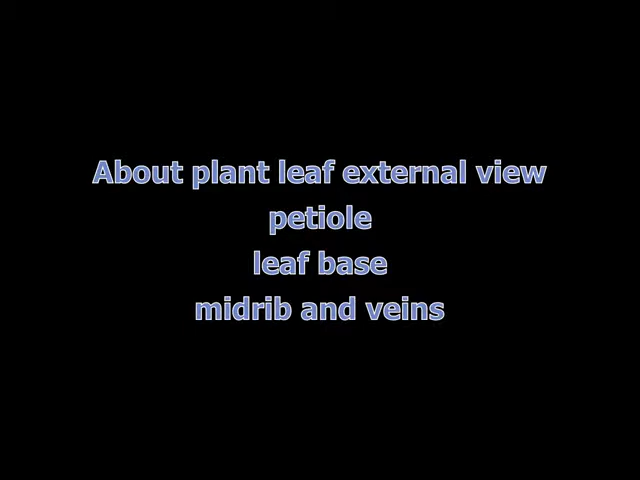 About plant leaf external view
petiole
leaf base
midrib and veins